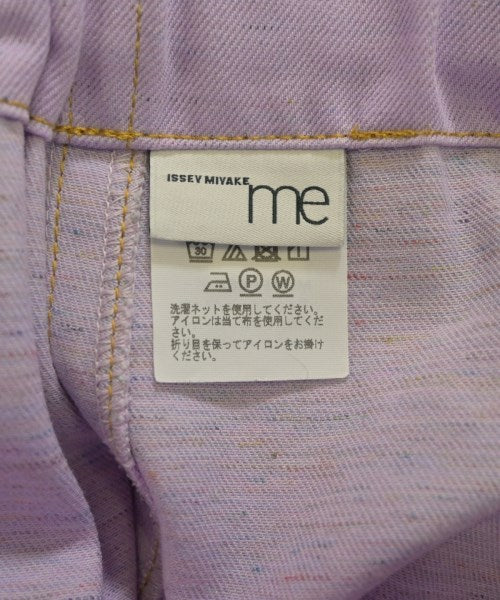 ISSEY MIYAKE me
30
P W
洗濯ネットを使用してください。
アイロンは当て布を使用してくだ
さい。
折り目を保ってアイロンをお掛け
ください。